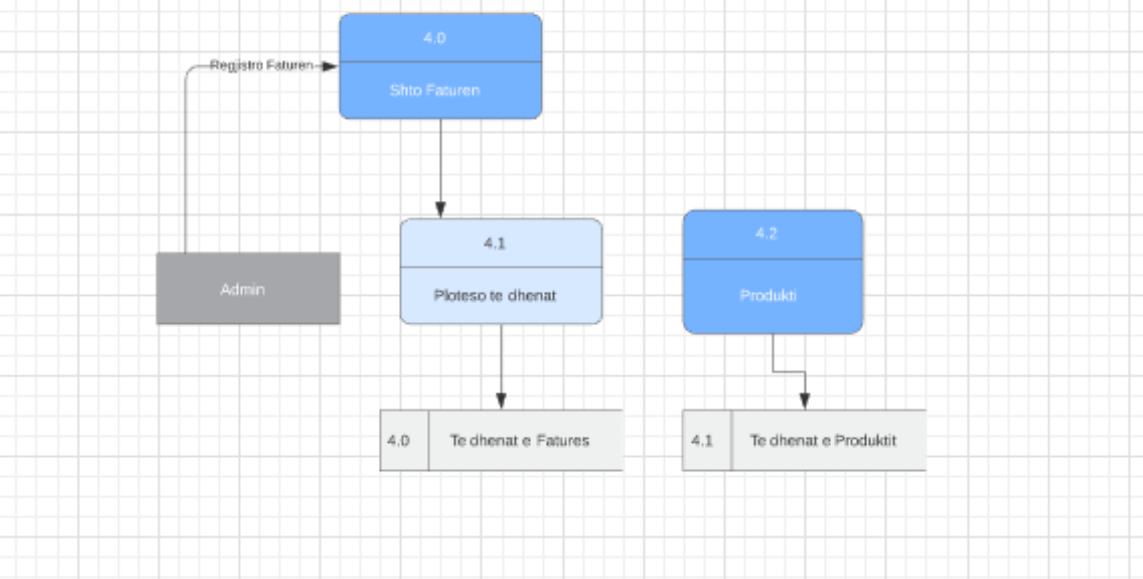 4.0
Registro Faturen
Shto Faturen
4.2
4.1
Admin
Ploteso te dhenat
Produkti
4.0
Te dhenat e Fatures
4.1
Te dhenat e Produktit